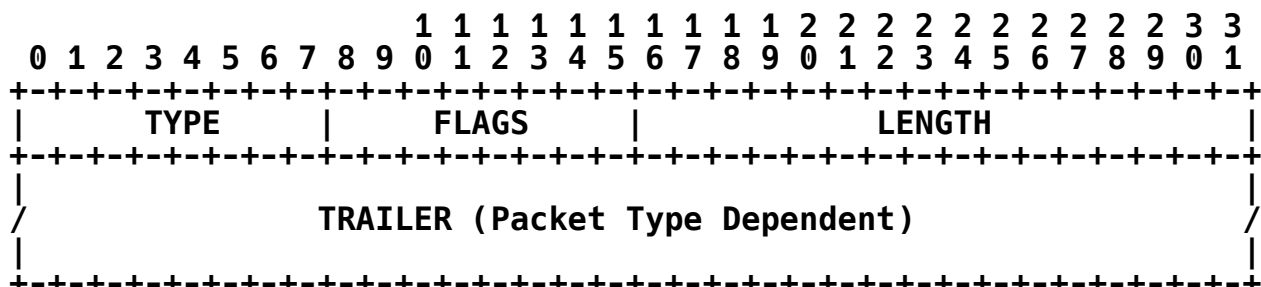 1 1 1 1 1 1 1 1 1 1 2 2 2 2 2 2 2 2 2 2 3 3
 0 1 2 3 4 5 6 7 8 9 0 1 2 3 4 5 6 7 8 9 0 1 2 3 4 5 6 7 8 9 0 1
+-+-+-+-+-+-+-+-+-+-+-+-+-+-+-+-+-+-+-+-+-+-+-+-+-+-+-+-+-+-+-+-+
|      TYPE     |     FLAGS     |            LENGTH             |
+-+-+-+-+-+-+-+-+-+-+-+-+-+-+-+-+-+-+-+-+-+-+-+-+-+-+-+-+-+-+-+-+
|                                                               |
/               TRAILER (Packet Type Dependent)                 /
|                                                               |
+-+-+-+-+-+-+-+-+-+-+-+-+-+-+-+-+-+-+-+-+-+-+-+-+-+-+-+-+-+-+-+-+